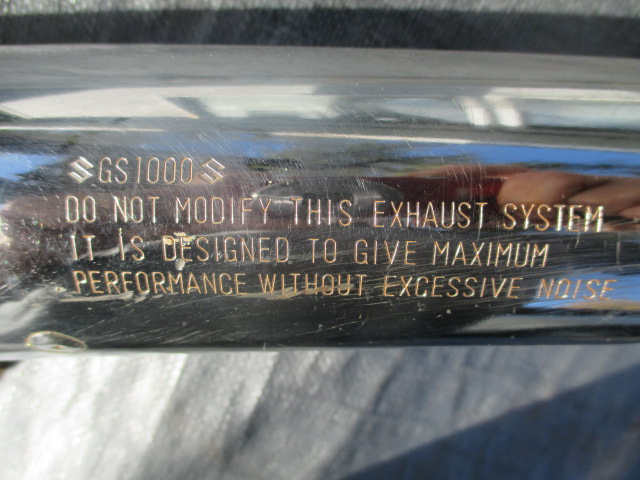 GS1000
DO NOT MODIFY THIS EXHAUST SYSTEM
IT IS DESIGNED TO GIVE MAXIMUM
PERFORMANCE WITHOUT EXCESSIVE NOISE